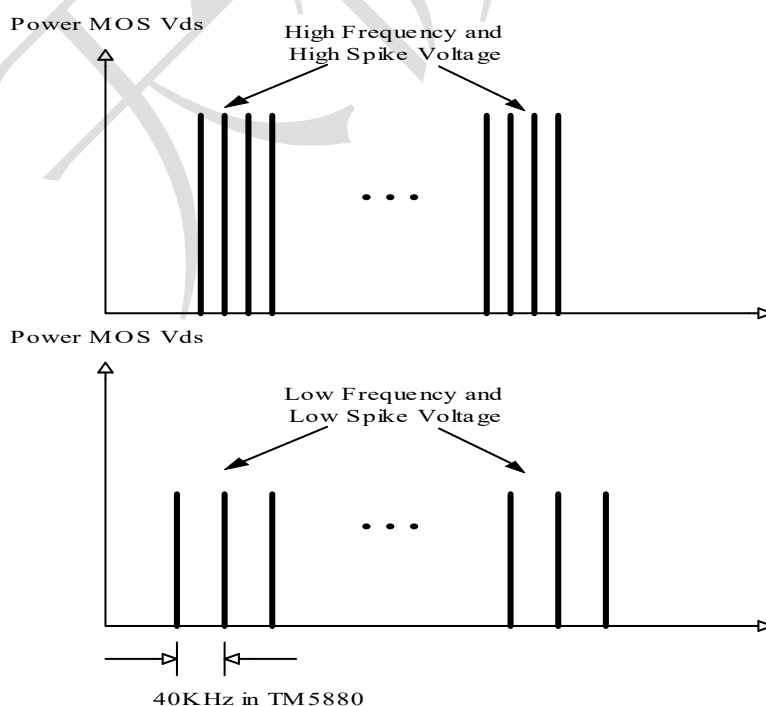 Power MOS Vds
High Frequency and
High Spike Voltage
Power MOS Vds
Low Frequency and
Low Spike Voltage
40KHz in TM5880